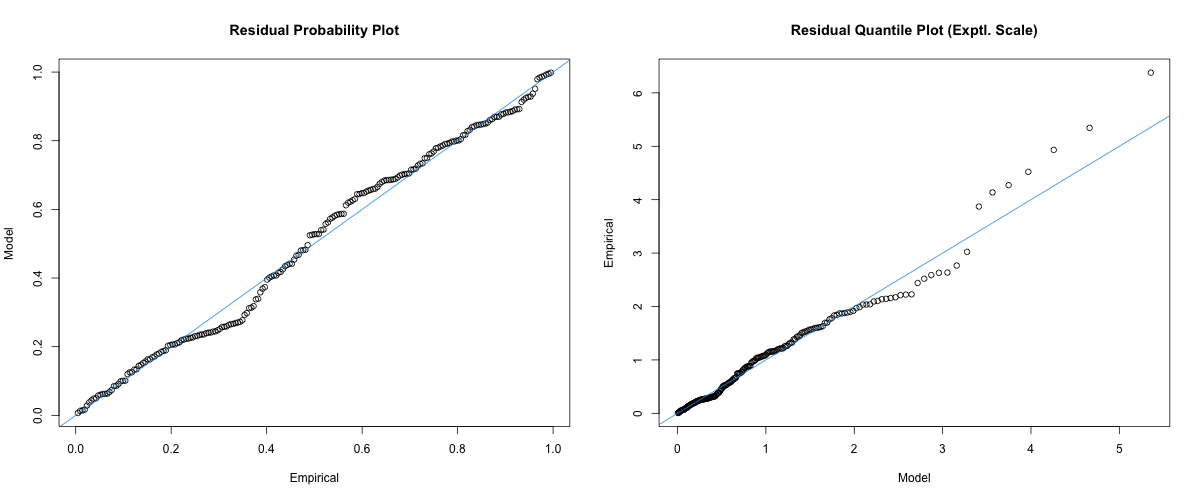 Residual Probability Plot
Model
0.0 0.2 0.4 0.6 0.8 1.0
0.0 0.2 0.4 0.6 0.8 1.0
Empirical
Residual Quantile Plot (Exptl. Scale)
Empirical
0 1 2 3 4 5 6
0 1 2 3 4 5
Model